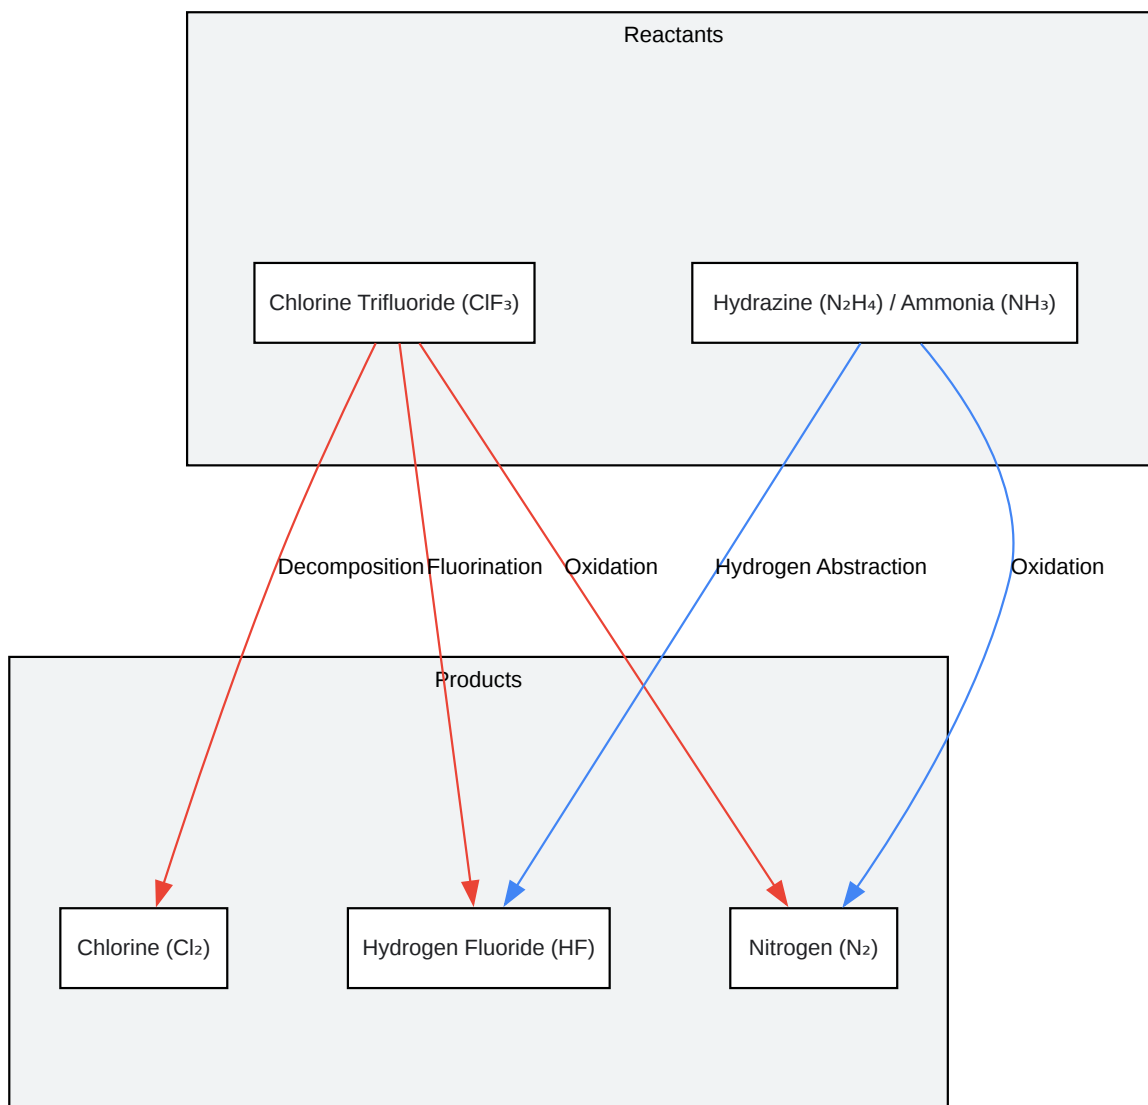 Reactants
Chlorine Trifluoride (ClF₃)
Hydrazine (N₂H₄) / Ammonia (NH₃)
Decomposition
Fluorination
Oxidation
Hydrogen Abstraction
Oxidation
Products
Chlorine (Cl₂)
Hydrogen Fluoride (HF)
Nitrogen (N₂)